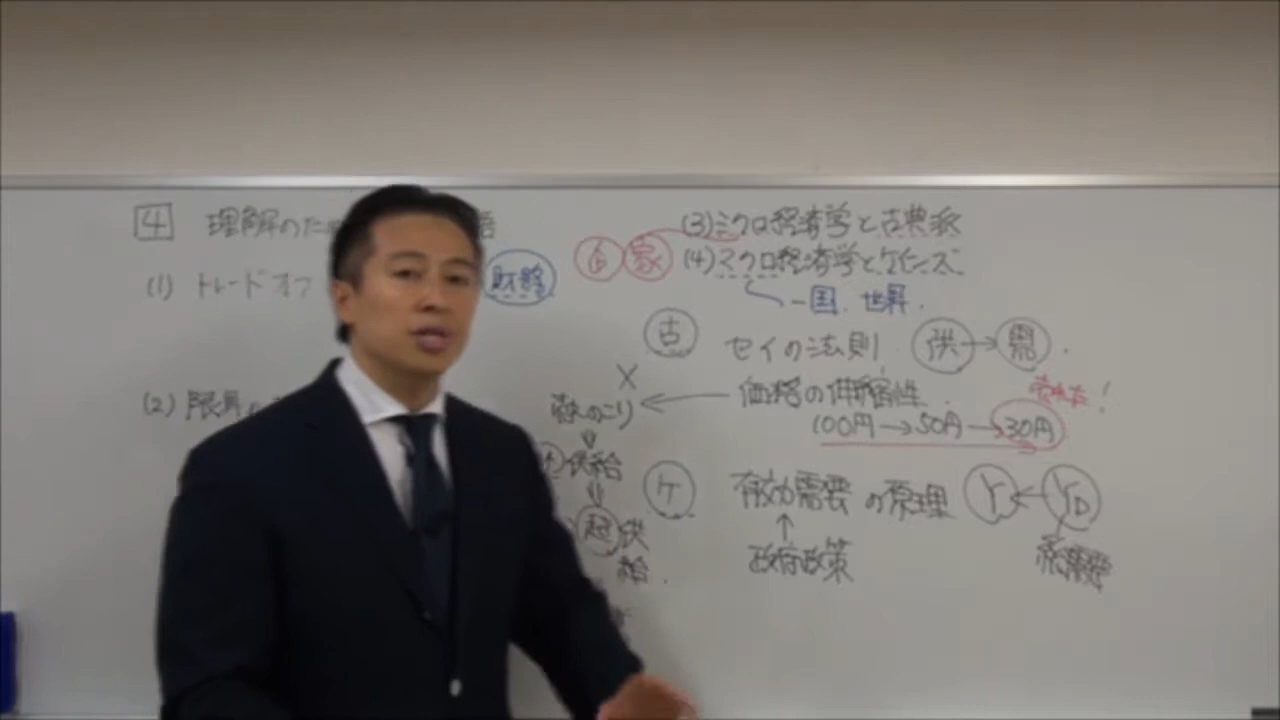 4 理解のため
(1) トレードオフ
財
(2) 限界
(3) ミクロ経済学と古典派
家
(4) マクロ経済学とケインズ
一国. 世界.
古 セイの法則 供→需.
×
売れのこり ← 価格の伸縮性.
売れた!
100円→50円→30円
⇓
供給
⇓
超供
給.
ケ 有効需要の原理 Y←YD
↑
政府政策
総需要